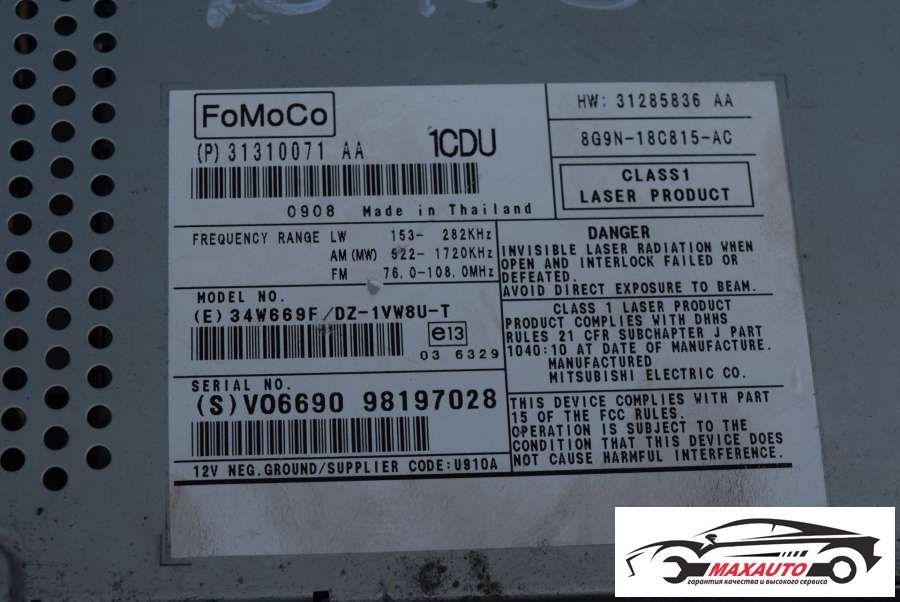 FoMoCo
1CDU
(P) 31310071 AA
0908 Made in Thailand
HW: 31285836 AA
8G9N-18C815-AC
CLASS1
LASER PRODUCT
FREQUENCY RANGE LW 153- 282KHz
AM (MW) 522- 1720KHz
FM 76.0-108.0MHz
MODEL NO.
(E) 34W669F/DZ-1VW8U-T
e13
03 6329
SERIAL NO.
(S) V06690 98197028
12V NEG.GROUND/SUPPLIER CODE:U910A
DANGER
INVISIBLE LASER RADIATION WHEN
OPEN AND INTERLOCK FAILED OR
DEFEATED.
AVOID DIRECT EXPOSURE TO BEAM.
CLASS 1 LASER PRODUCT
PRODUCT COMPLIES WITH DHHS
RULES 21 CFR SUBCHAPTER J PART
1040:10 AT DATE OF MANUFACTURE.
MANUFACTURED
MITSUBISHI ELECTRIC CO.
THIS DEVICE COMPLIES WITH PART
15 OF THE FCC RULES.
OPERATION IS SUBJECT TO THE
CONDITION THAT THIS DEVICE DOES
NOT CAUSE HARMFUL INTERFERENCE.
MAXAUTO
гарантия качества и высокого сервиса